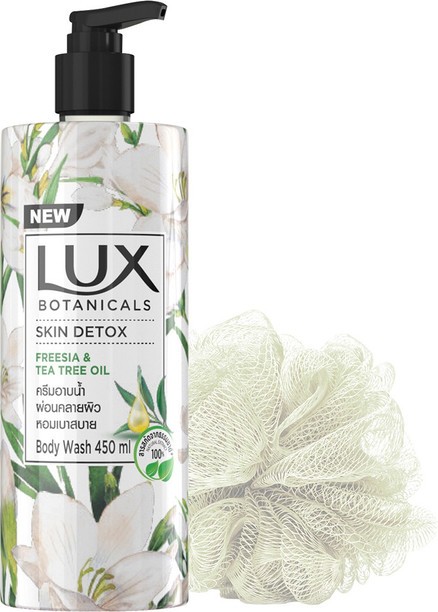 NEW
LUX
BOTANICALS
SKIN DETOX
FREESIA &
TEA TREE OIL
ครีมอาบน้ำ
ผ่อนคลายผิว
หอมเบาสบาย
Body Wash 450 ml
100%